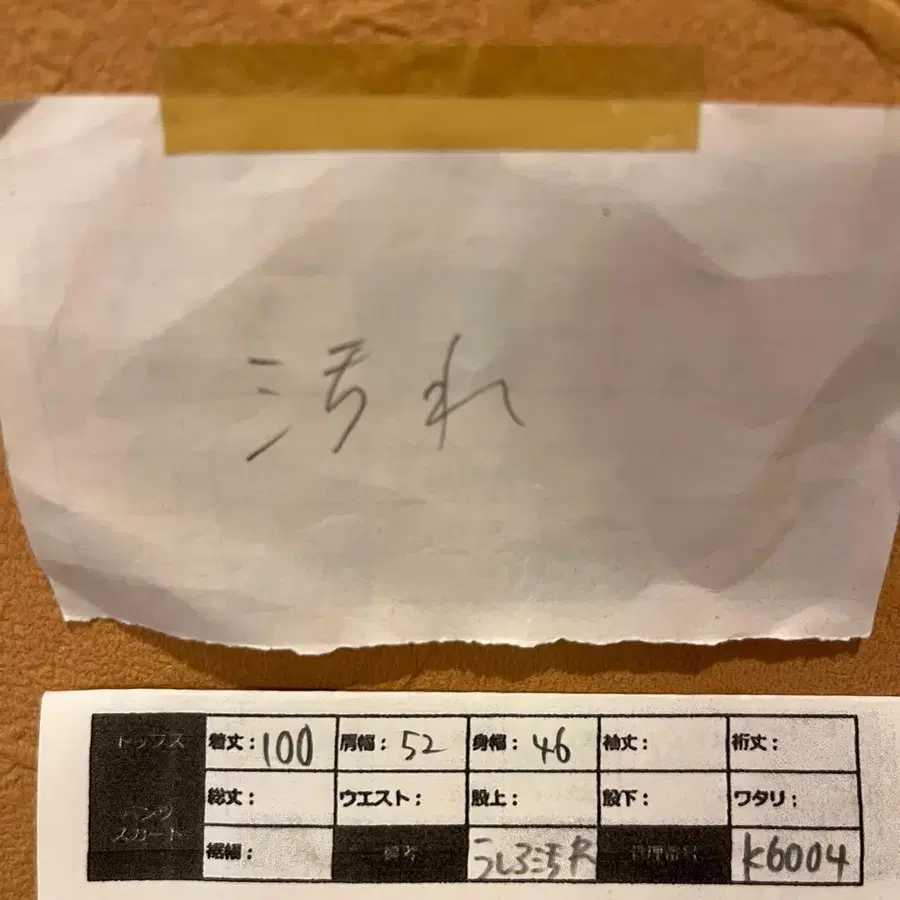 汚れ
トップス 着丈:100 肩幅:52 身幅:46 袖丈: 裄丈:
パンツ 総丈: ウエスト: 股上: 股下: ワタリ:
スカート 裾幅: 備考 うしろ汚れ 管理番号 K6004